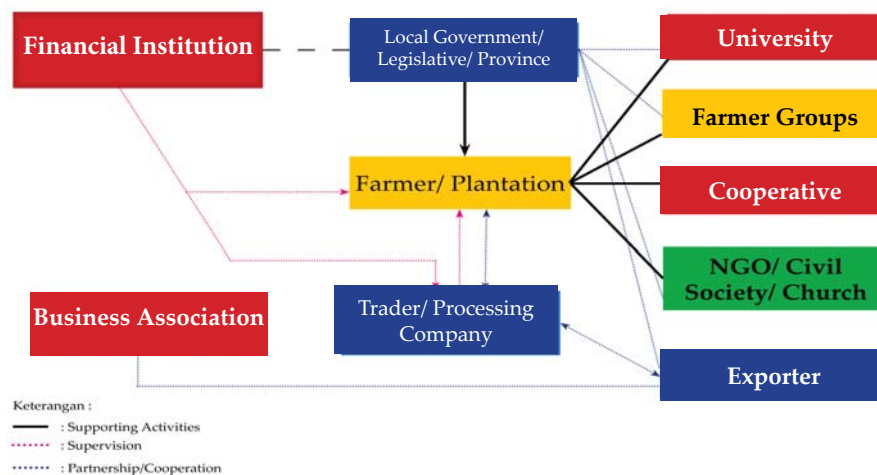 Financial Institution
Local Government/
Legislative/ Province
University
Farmer Groups
Farmer/ Plantation
Cooperative
NGO/ Civil
Society/ Church
Business Association
Trader/ Processing
Company
Exporter
Keterangan :
: Supporting Activities
: Supervision
: Partnership/Cooperation